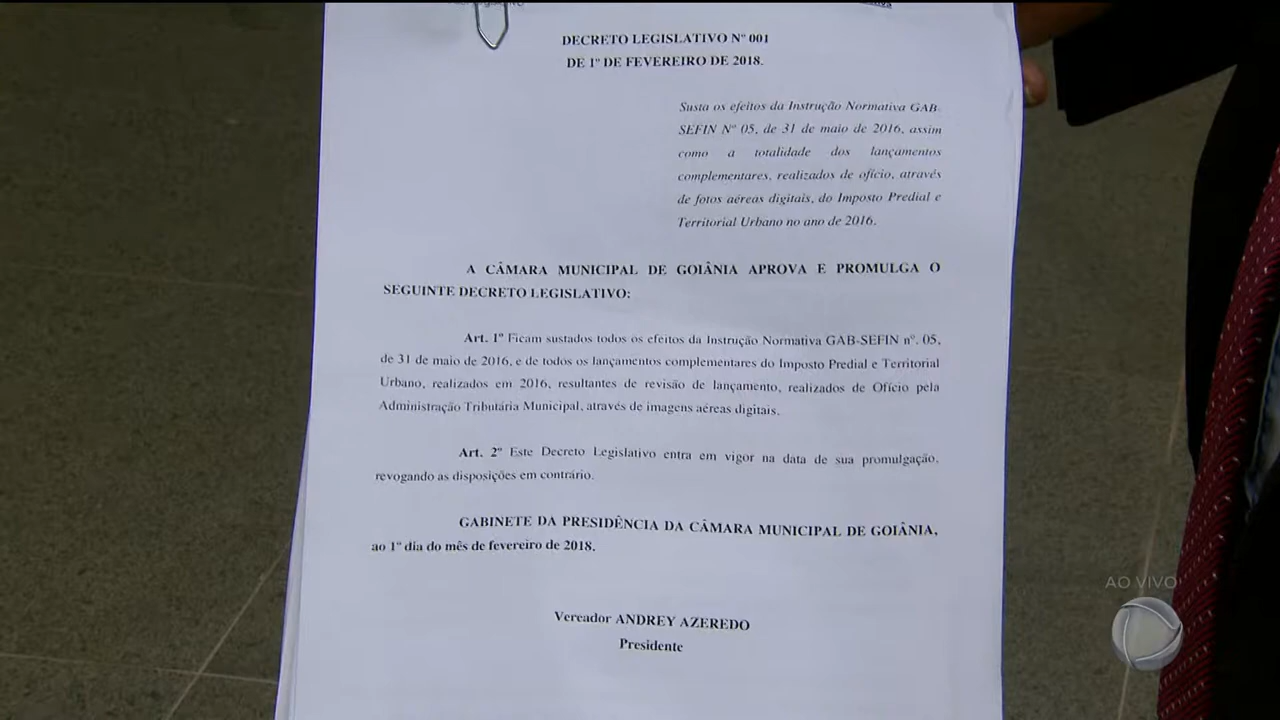 DECRETO LEGISLATIVO Nº 001
DE 1º DE FEVEREIRO DE 2018.
Susta os efeitos da Instrução Normativa GAB-
SEFIN Nº 05, de 31 de maio de 2016, assim
como a totalidade dos lançamentos
complementares, realizados de ofício, através
de fotos aéreas digitais, do Imposto Predial e
Territorial Urbano no ano de 2016.
A CÂMARA MUNICIPAL DE GOIÂNIA APROVA E PROMULGA O
SEGUINTE DECRETO LEGISLATIVO:
Art. 1º Ficam sustados todos os efeitos da Instrução Normativa GAB-SEFIN nº. 05,
de 31 de maio de 2016, e de todos os lançamentos complementares do Imposto Predial e Territorial
Urbano, realizados em 2016, resultantes de revisão de lançamento, realizados de Ofício pela
Administração Tributária Municipal, através de imagens aéreas digitais.
Art. 2º Este Decreto Legislativo entra em vigor na data de sua promulgação,
revogando as disposições em contrário.
GABINETE DA PRESIDÊNCIA DA CÂMARA MUNICIPAL DE GOIÂNIA,
ao 1º dia do mês de fevereiro de 2018.
Vereador ANDREY AZEREDO
Presidente
AO VIVO